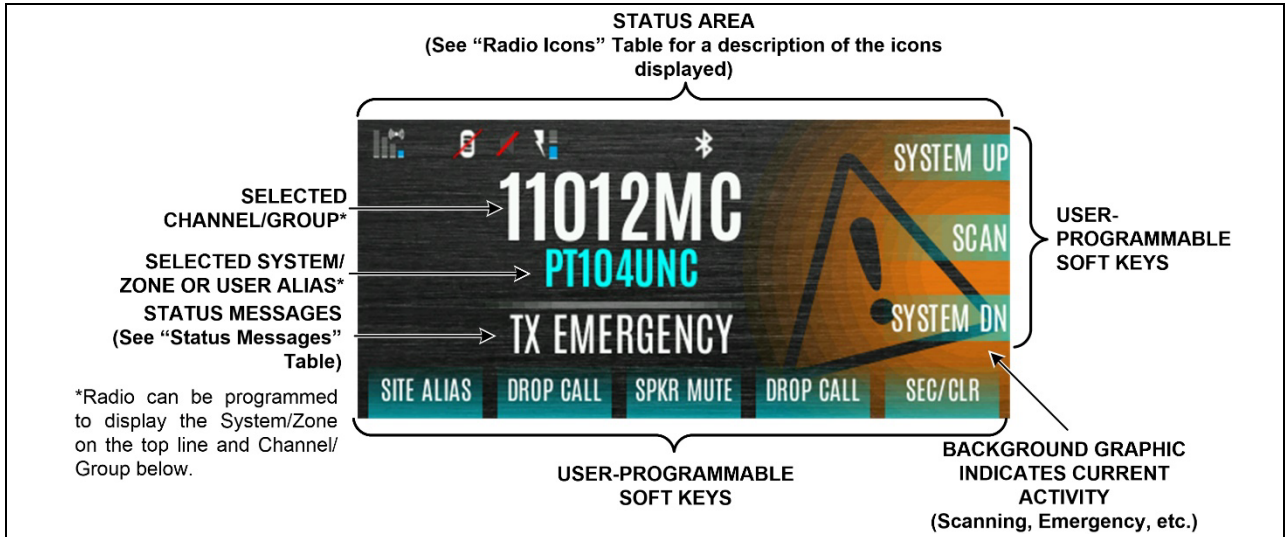 STATUS AREA
(See “Radio Icons” Table for a description of the icons
displayed)
SELECTED
CHANNEL/GROUP*
SELECTED SYSTEM/
ZONE OR USER ALIAS*
STATUS MESSAGES
(See “Status Messages”
Table)
*Radio can be programmed
to display the System/Zone
on the top line and Channel/
Group below.
11012MC
PT104UNC
TX EMERGENCY
SYSTEM UP
SCAN
SYSTEM DN
SITE ALIAS
DROP CALL
SPKR MUTE
DROP CALL
SEC/CLR
USER-
PROGRAMMABLE
SOFT KEYS
USER-PROGRAMMABLE
SOFT KEYS
BACKGROUND GRAPHIC
INDICATES CURRENT
ACTIVITY
(Scanning, Emergency, etc.)